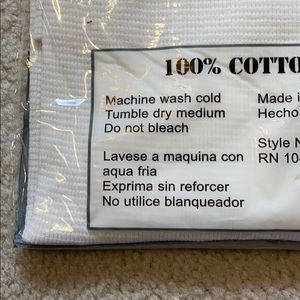 100% COTTO
Machine wash cold
Tumble dry medium
Do not bleach
Made i
Hecho
Style N
RN 10
Lavese a maquina con
aqua fria
Exprima sin reforcer
No utilice blanqueador